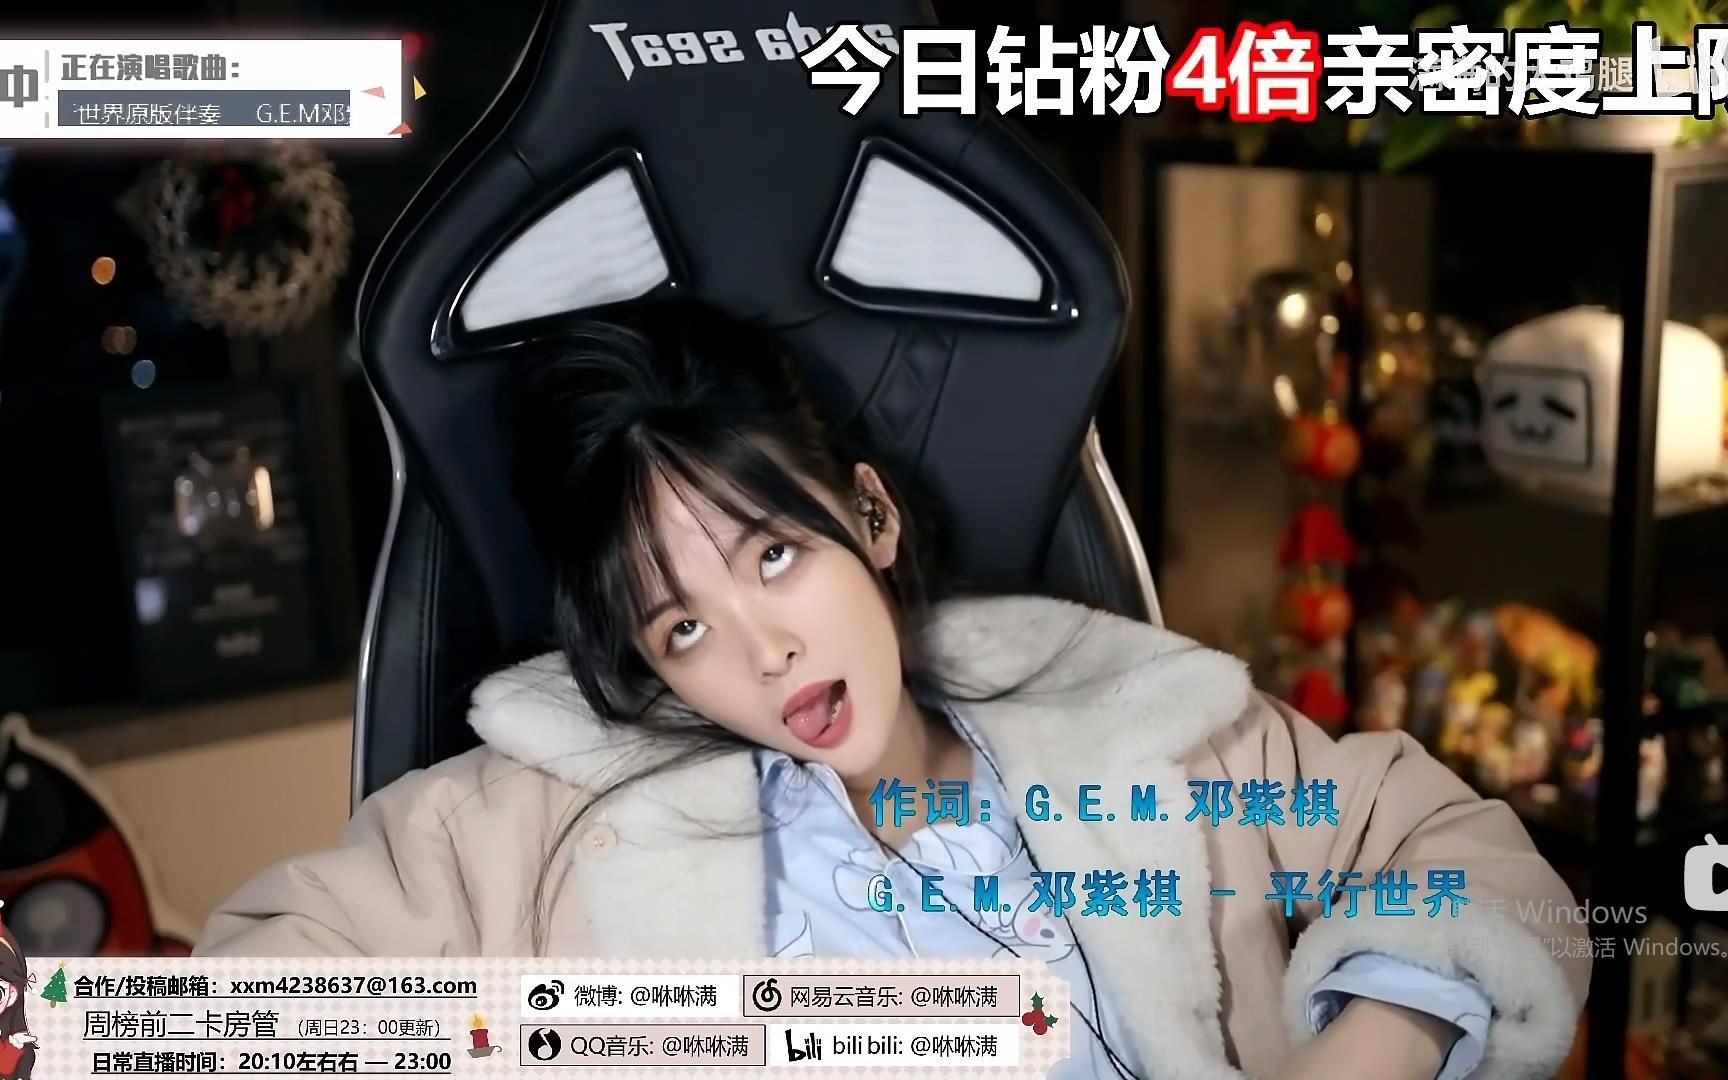 今日钻粉4倍亲密度上限
中
正在演唱歌曲：
世界原版伴奏 G.E.M邓
作词：G.E.M.邓紫棋
G.E.M.邓紫棋 - 平行世界
Windows
以激活 Windows。
合作/投稿邮箱：xxm4238637@163.com
周榜前二卡房管（周日23：00更新）
日常直播时间：20:10左右右 — 23:00
微博: @咻咻满
网易云音乐: @咻咻满
QQ音乐: @咻咻满
bili bili: @咻咻满